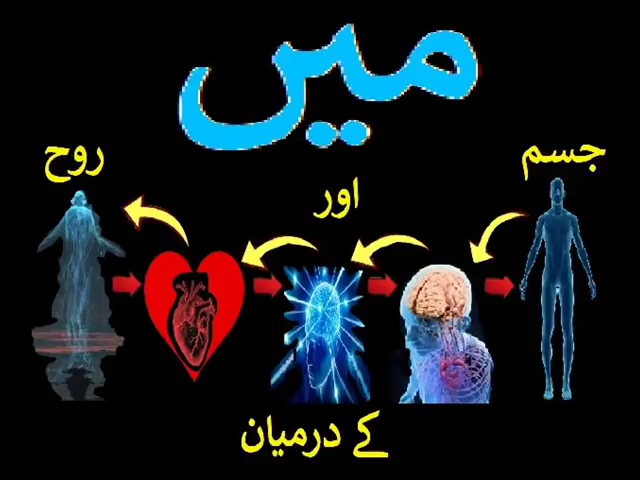 میں
جسم
اور
روح
کے درمیان